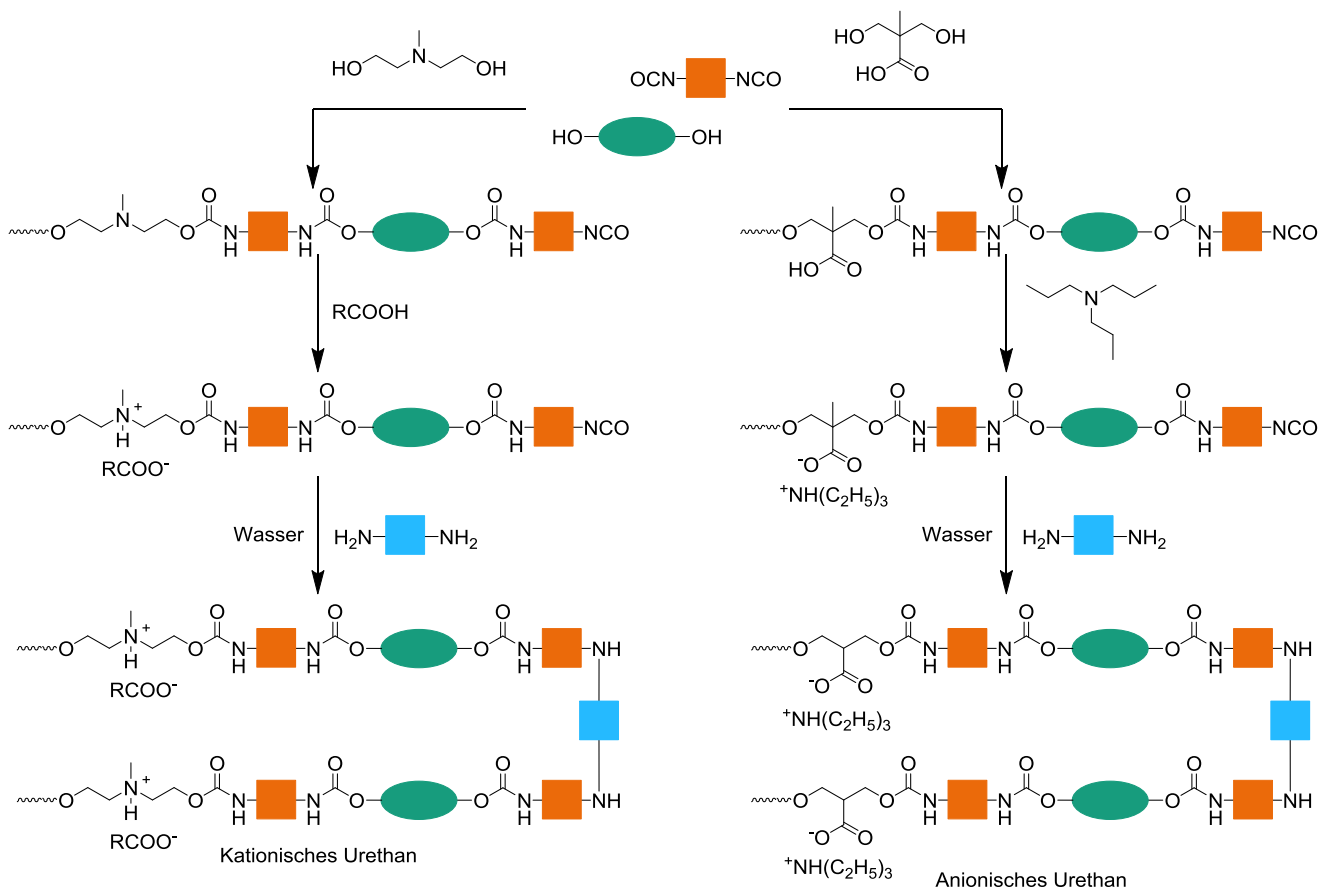 HO N OH
HO OH
HO O
OCN NCO
HO OH
O N O O N H N H O O O O N H NCO
O O O N H N H O O O O N H NCO
HO O
RCOOH
N
O N + H O O N H N H O O O O N H NCO
RCOO-
O O O N H N H O O O O N H NCO
-O O
+NH(C2H5)3
Wasser H2N NH2
Wasser H2N NH2
O N + H O O N H N H O O O O N H NH
RCOO-
O N + H O O N H N H O O O O N H NH
RCOO-
Kationisches Urethan
O O O N H N H O O O O N H NH
-O O
+NH(C2H5)3
O O O N H N H O O O O N H NH
-O O
+NH(C2H5)3
Anionisches Urethan